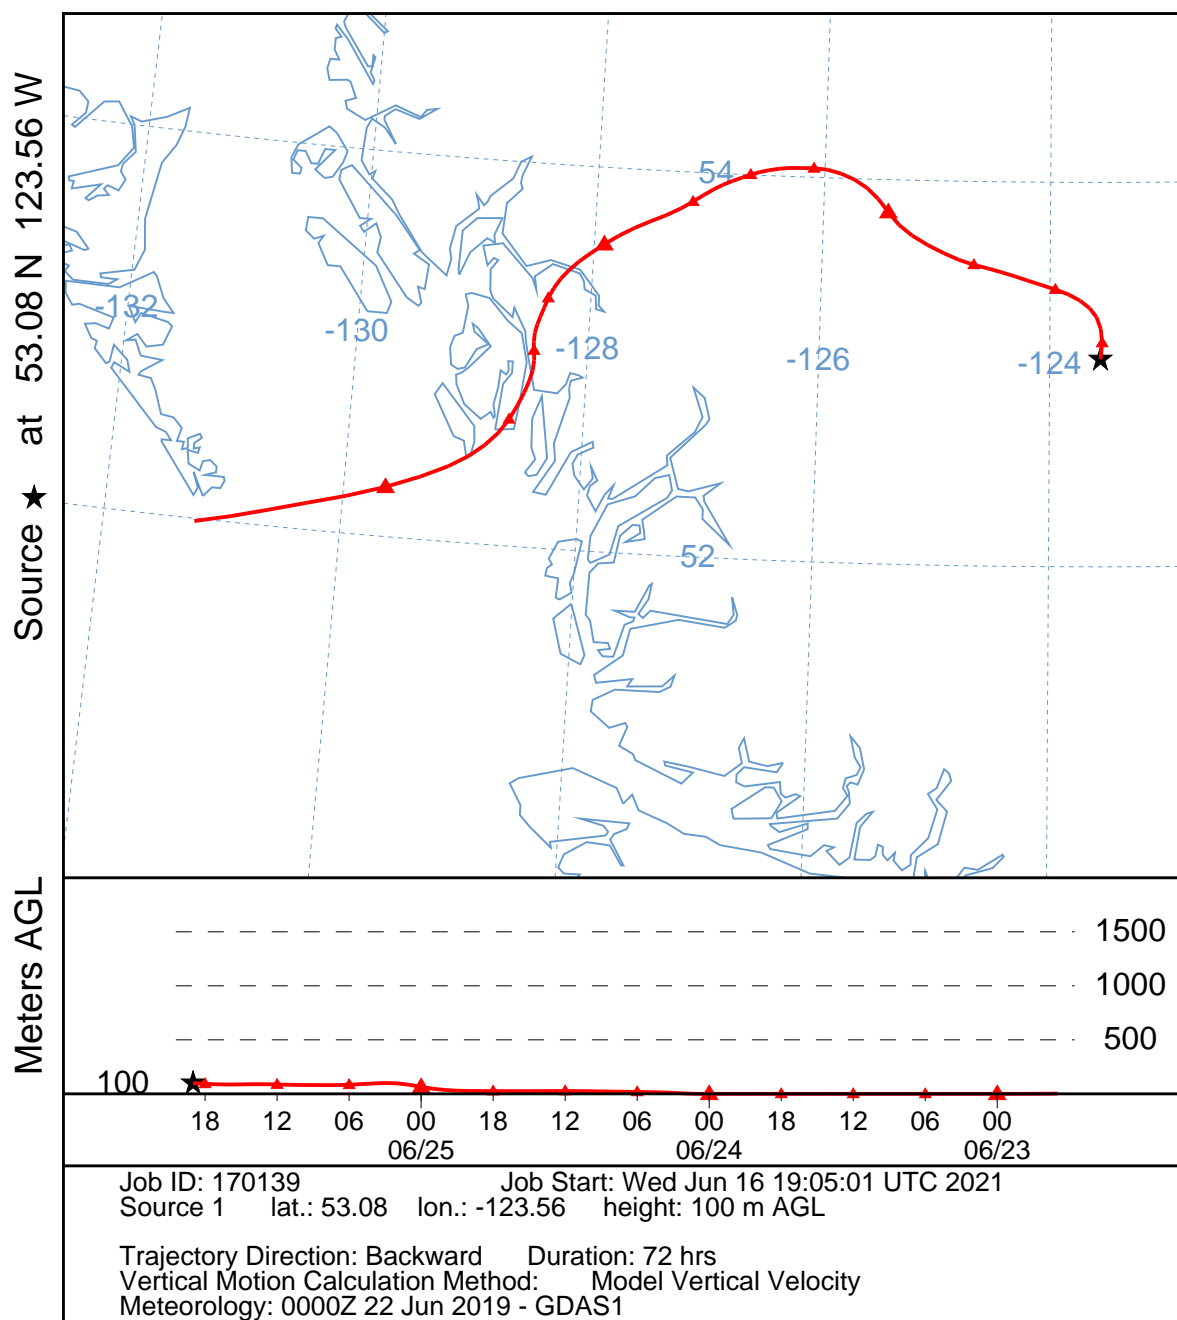 Source ★ at 53.08 N 123.56 W
54
-132
-130
-128
-126
-124
52
Meters AGL
1500
1000
500
100
18 12 06 00 18 12 06 00 18 12 06 00
06/25 06/24 06/23
Job ID: 170139 Job Start: Wed Jun 16 19:05:01 UTC 2021
Source 1 lat.: 53.08 lon.: -123.56 height: 100 m AGL
Trajectory Direction: Backward Duration: 72 hrs
Vertical Motion Calculation Method: Model Vertical Velocity
Meteorology: 0000Z 22 Jun 2019 - GDAS1